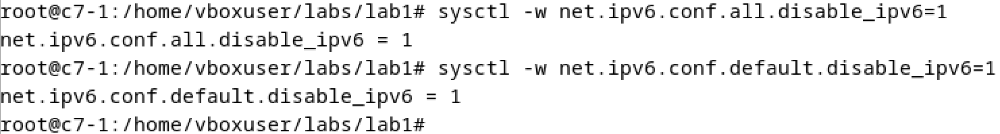 root@c7-1:/home/vboxuser/labs/lab1# sysctl -w net.ipv6.conf.all.disable_ipv6=1
net.ipv6.conf.all.disable_ipv6 = 1
root@c7-1:/home/vboxuser/labs/lab1# sysctl -w net.ipv6.conf.default.disable_ipv6=1
net.ipv6.conf.default.disable_ipv6 = 1
root@c7-1:/home/vboxuser/labs/lab1#